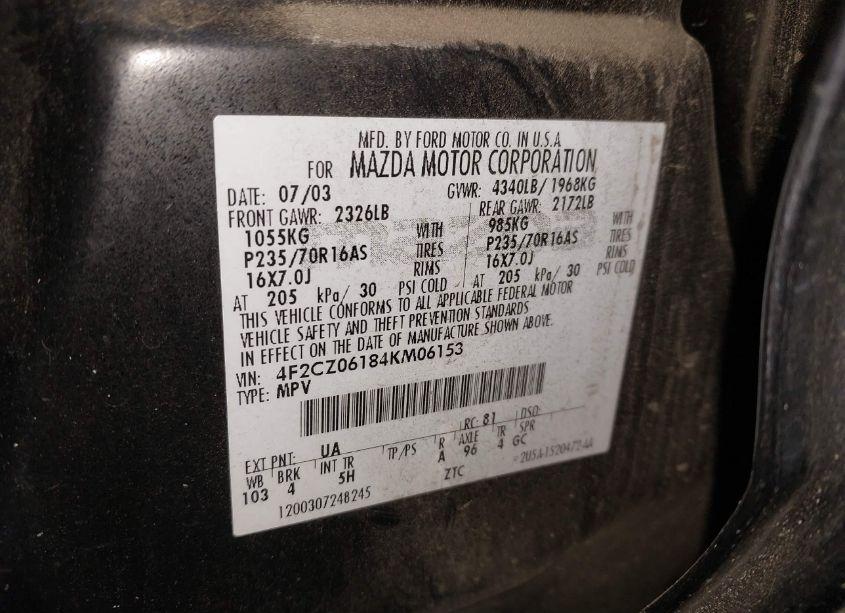 MFD. BY FORD MOTOR CO. IN U.S.A
FOR MAZDA MOTOR CORPORATION
DATE: 07/03 GVWR: 4340LB/ 1968KG
FRONT GAWR: 2326LB REAR GAWR: 2172LB
1055KG WITH 985KG WITH
P235/70R16AS TIRES P235/70R16AS TIRES
16X7.0J RIMS 16X7.0J RIMS
AT 205 kPa/ 30 PSI COLD AT 205 kPa/ 30 PSI COLD
THIS VEHICLE CONFORMS TO ALL APPLICABLE FEDERAL MOTOR
VEHICLE SAFETY AND THEFT PREVENTION STANDARDS
IN EFFECT ON THE DATE OF MANUFACTURE SHOWN ABOVE.
VIN: 4F2CZ06184KM06153
TYPE: MPV
EXT PNT: UA RC: 81 DSO:
WB BRK INT TR TP/PS R AXLE TR SPR
103 4 5H A 96 4 GC
1200307248245 ZTC